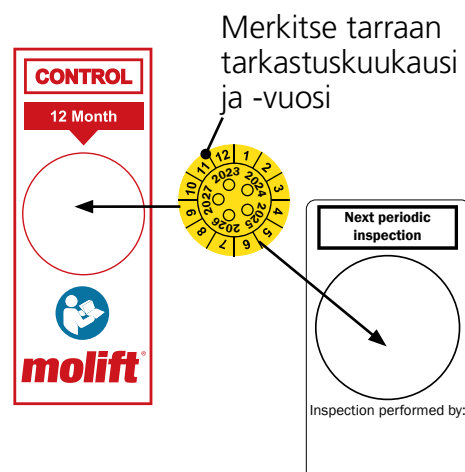 Merkitse tarraan
tarkastuskuukausi
ja -vuosi
CONTROL
12 Month
1 2 3 4 5 6 7 8 9 10 11 12
2023 2024 2025 2026 2027
molift®
Next periodic
inspection
Inspection performed by: